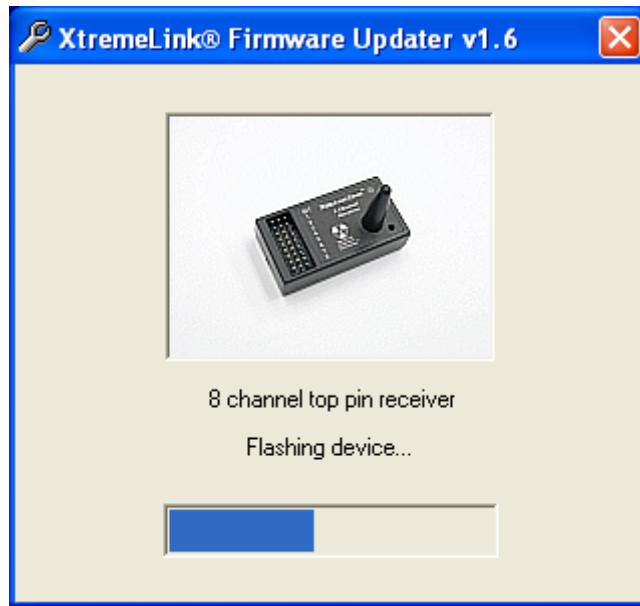 XtremeLink® Firmware Updater v1.6
8 channel top pin receiver
Flashing device...